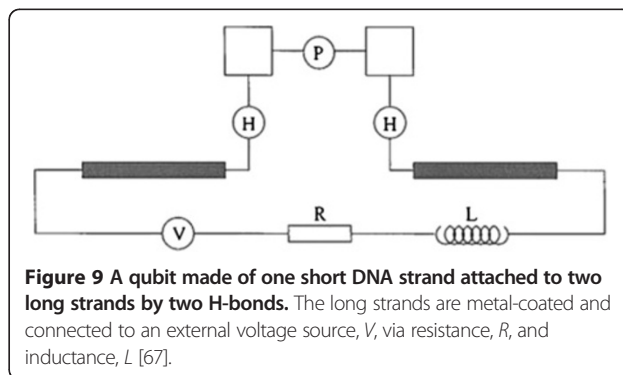 P
H H
R L
V
Figure 9 A qubit made of one short DNA strand attached to two
long strands by two H-bonds. The long strands are metal-coated and
connected to an external voltage source, V, via resistance, R, and
inductance, L [67].